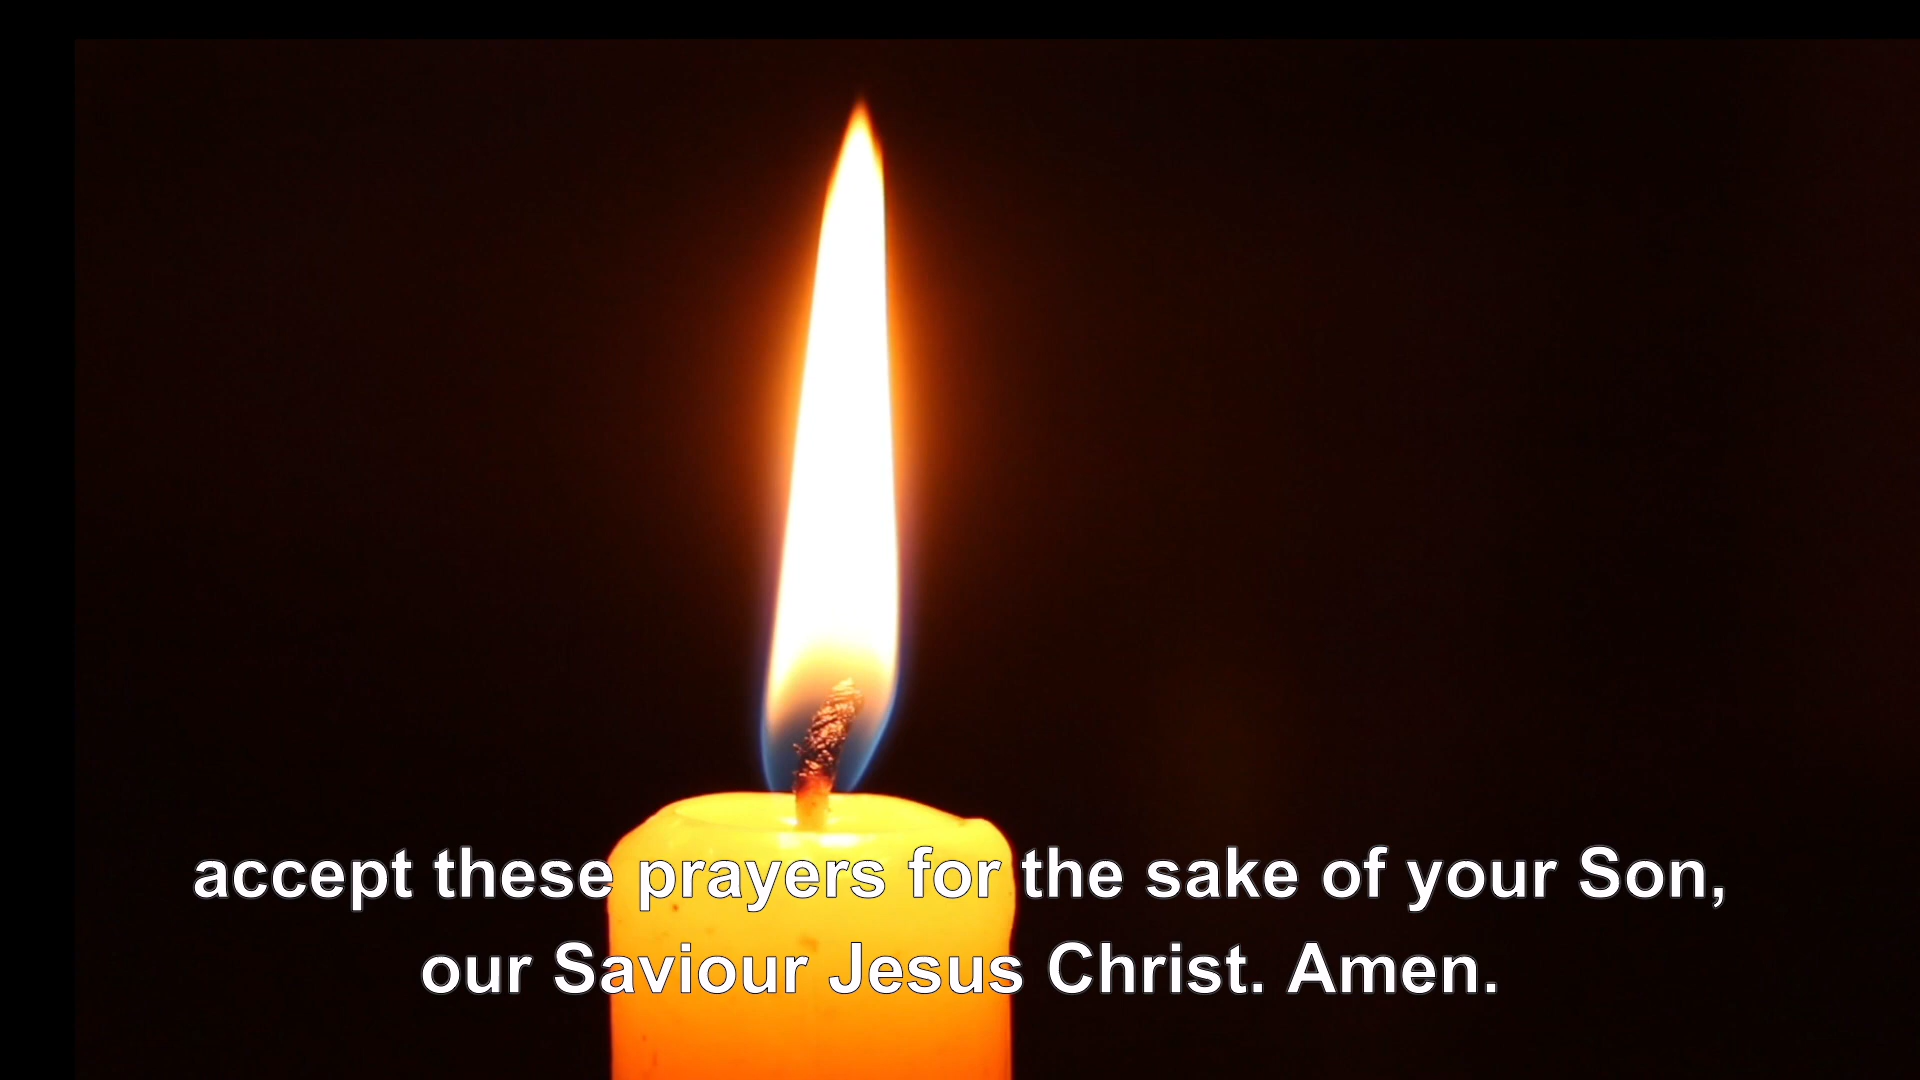 accept these prayers for the sake of your Son,
our Saviour Jesus Christ. Amen.